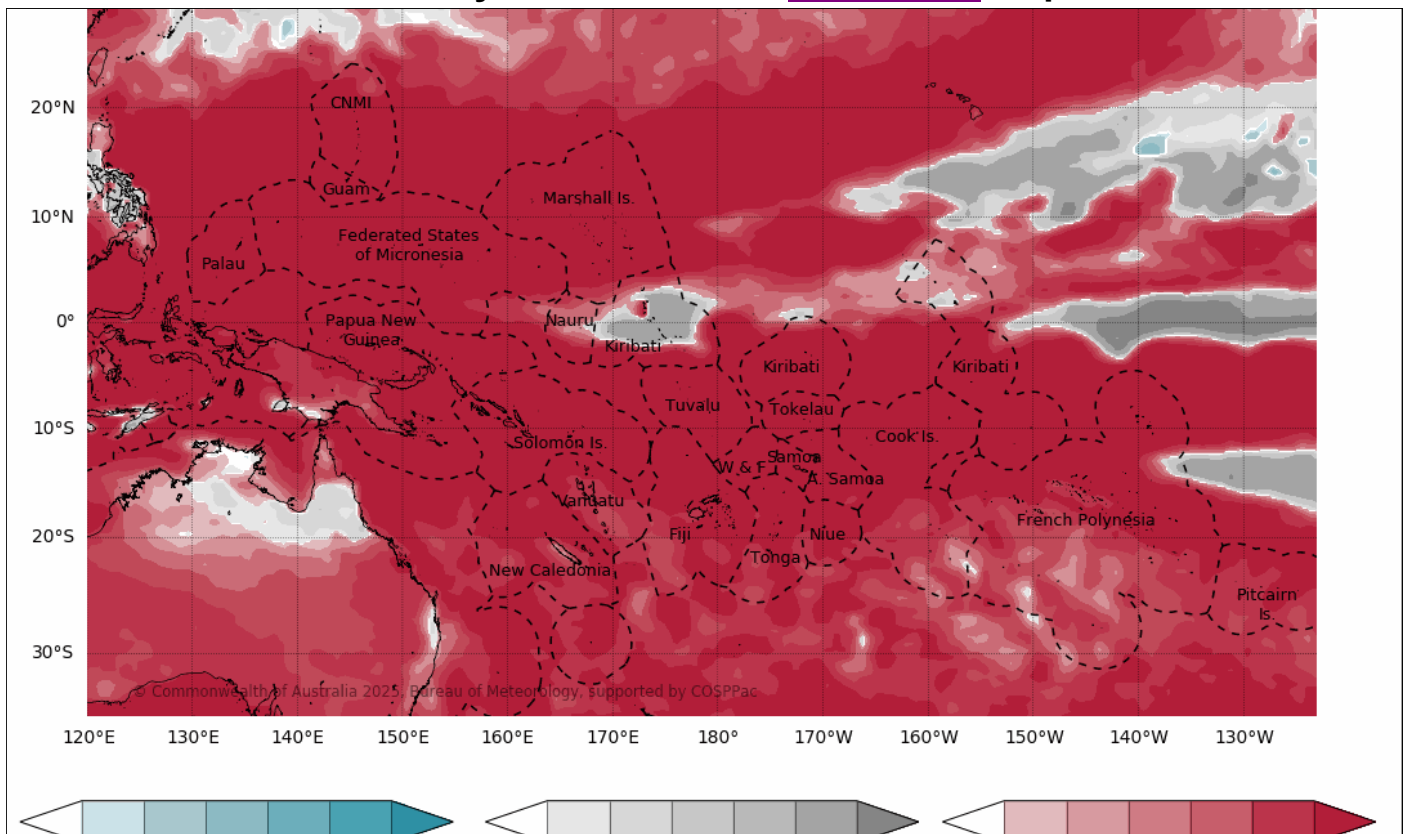 20°N
10°N
0°
10°S
20°S
30°S
CNMI
Guam
Marshall Is.
Federated States
of Micronesia
Palau
Papua New
Guinea
Nauru
Kiribati
Kiribati
Kiribati
Tuvalu
Tokelau
Solomon Is.
Cook Is.
W & F
Samoa
A. Samoa
Vanuatu
French Polynesia
Fiji
Niue
Tonga
New Caledonia
Pitcairn
Is.
© Commonwealth of Australia 2025, Bureau of Meteorology, supported by COSPPac
120°E 130°E 140°E 150°E 160°E 170°E 180° 170°W 160°W 150°W 140°W 130°W